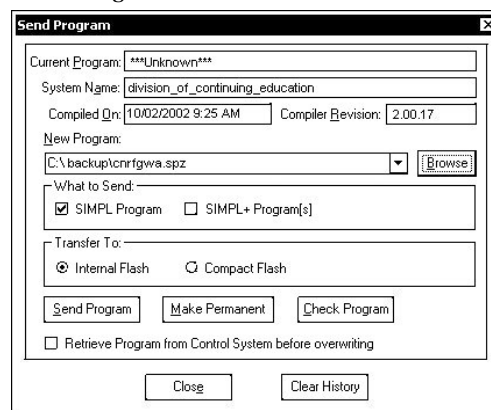 Send Program
Current Program: ***Unknown***
System Name: division_of_continuing_education
Compiled On: 10/02/2002 9:25 AM Compiler Revision: 2.00.17
New Program:
C:\backup\cnrfgwa.spz Browse
What to Send:
SIMPL Program SIMPL+ Program[s]
Transfer To:
Internal Flash Compact Flash
Send Program Make Permanent Check Program
Retrieve Program from Control System before overwriting
Close Clear History